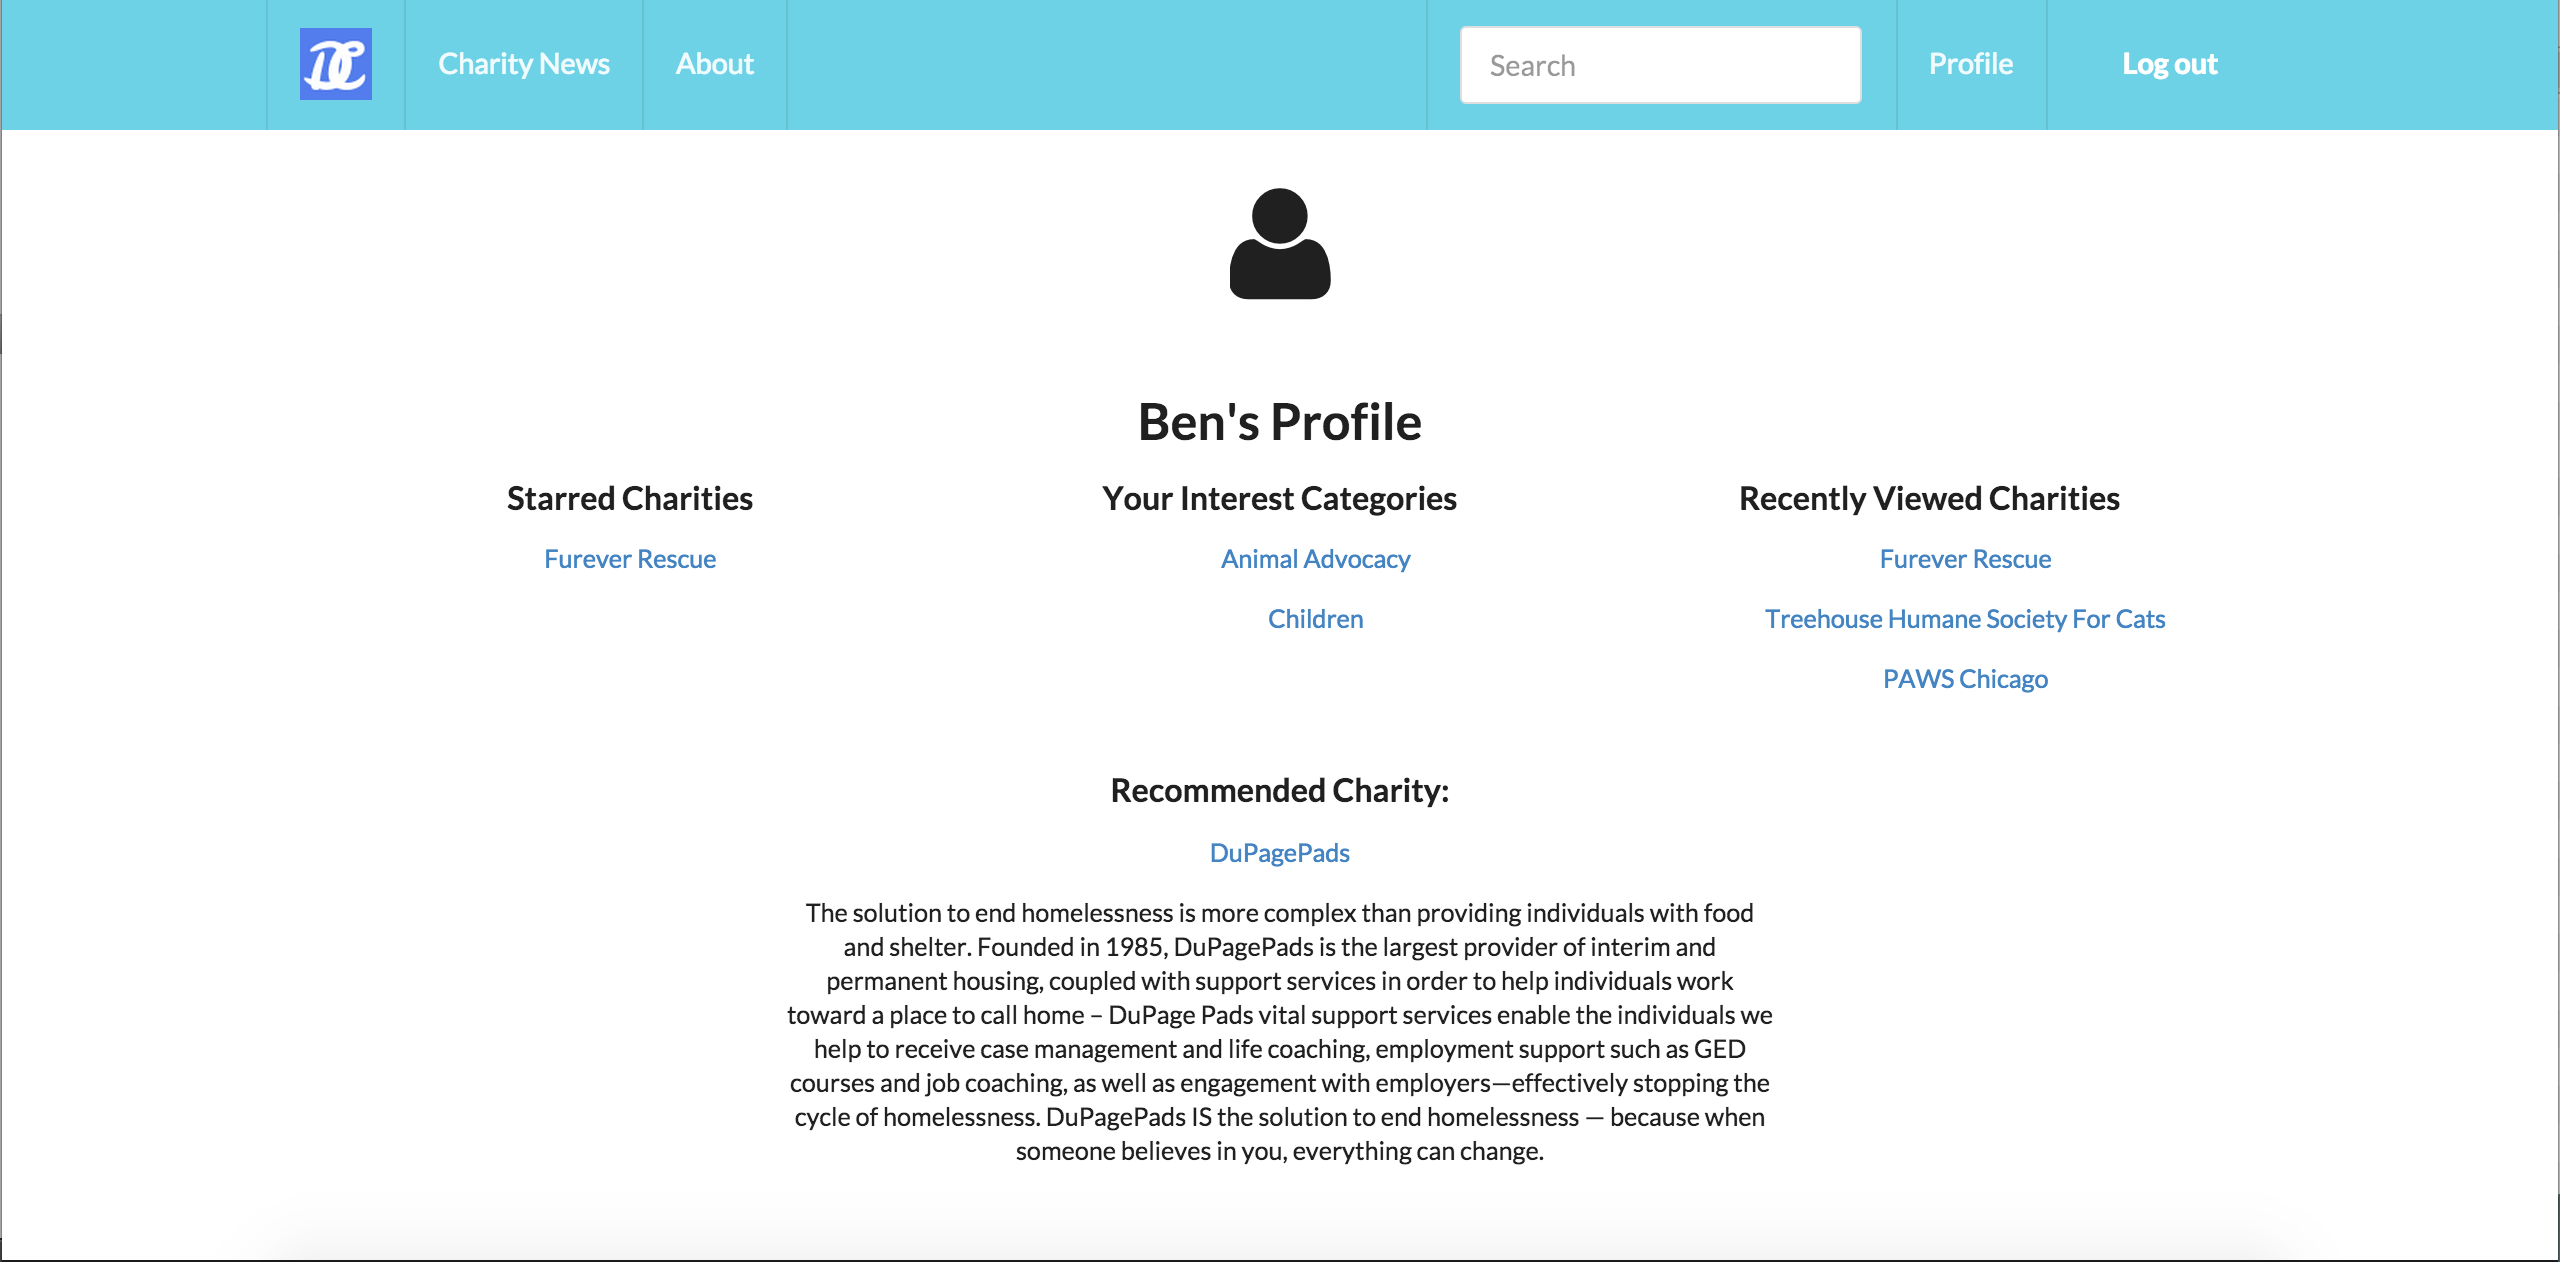 DC
Charity News
About
Search
Profile
Log out
Ben's Profile
Starred Charities
Furever Rescue
Your Interest Categories
Animal Advocacy
Children
Recently Viewed Charities
Furever Rescue
Treehouse Humane Society For Cats
PAWS Chicago
Recommended Charity:
DuPagePads
The solution to end homelessness is more complex than providing individuals with food
and shelter. Founded in 1985, DuPagePads is the largest provider of interim and
permanent housing, coupled with support services in order to help individuals work
toward a place to call home – DuPage Pads vital support services enable the individuals we
help to receive case management and life coaching, employment support such as GED
courses and job coaching, as well as engagement with employers—effectively stopping the
cycle of homelessness. DuPagePads IS the solution to end homelessness — because when
someone believes in you, everything can change.